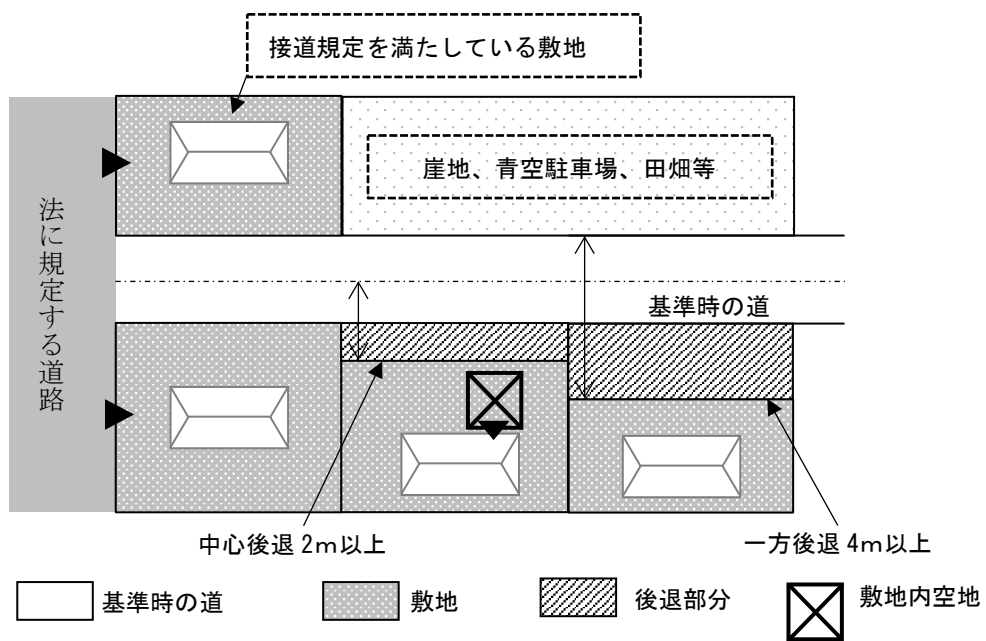 接道規定を満たしている敷地
崖地、青空駐車場、田畑等
法に規定する道路
基準時の道
中心後退2m以上
一方後退4m以上
基準時の道
敷地
後退部分
敷地内空地